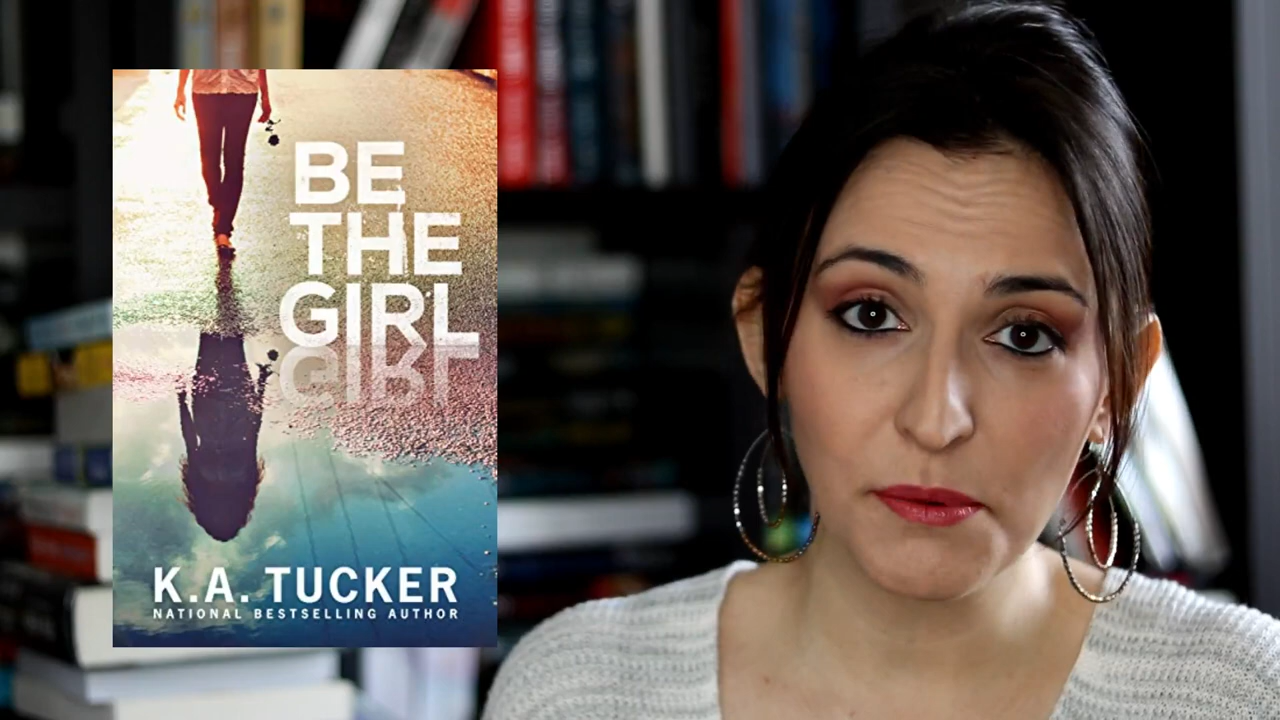 BE
THE
GIRL
K.A. TUCKER
NATIONAL BESTSELLING AUTHOR